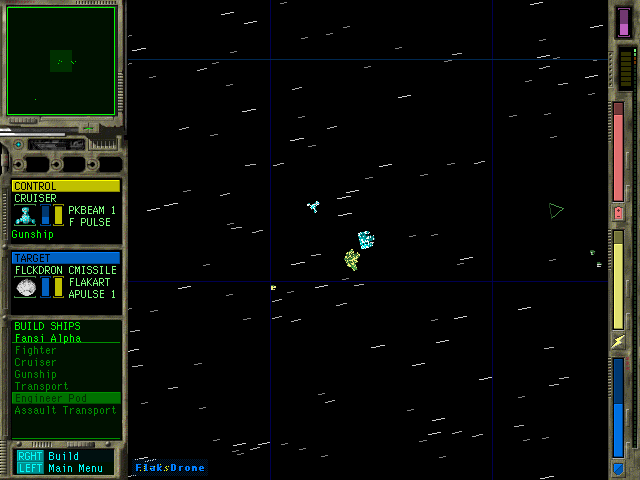 CONTROL
CRUISER
PKBEAM 1
F PULSE
Gunship
TARGET
FLCKDRON CMISSILE
FLAKART
APULSE 1
BUILD SHIPS
Fansi Alpha
Fighter
Cruiser
Gunship
Transport
Engineer Pod
Assault Transport
RGHT Build
LEFT Main Menu
FlaksDrone